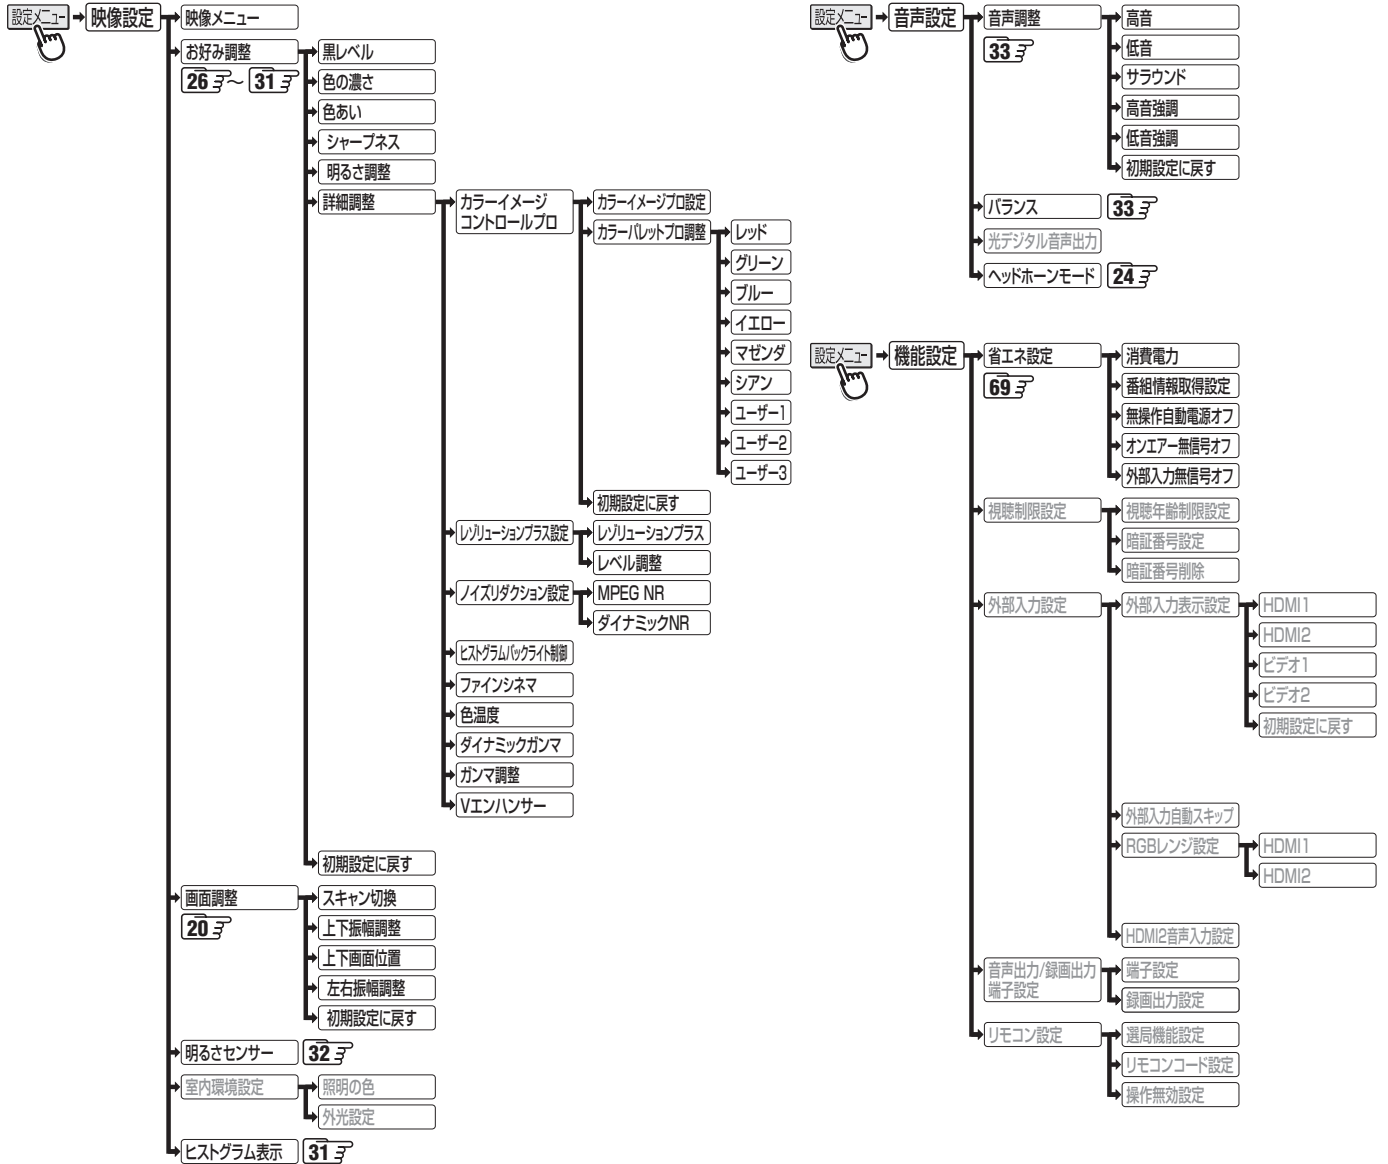 設定メニュー
映像設定
映像メニュー
お好み調整
26 ～ 31
黒レベル
色の濃さ
色あい
シャープネス
明るさ調整
詳細調整
カラーイメージ
コントロールプロ
カラーイメージプロ設定
カラーパレットプロ調整
レッド
グリーン
ブルー
イエロー
マゼンダ
シアン
ユーザー1
ユーザー2
ユーザー3
初期設定に戻す
レゾリューションプラス設定
レゾリューションプラス
レベル調整
ノイズリダクション設定
MPEG NR
ダイナミックNR
ヒストグラムバックライト制御
ファインシネマ
色温度
ダイナミックガンマ
ガンマ調整
Vエンハンサー
初期設定に戻す
画面調整
20
スキャン切換
上下振幅調整
上下画面位置
左右振幅調整
初期設定に戻す
明るさセンサー
32
室内環境設定
照明の色
外光設定
ヒストグラム表示
31
設定メニュー
音声設定
音声調整
33
高音
低音
サラウンド
高音強調
低音強調
初期設定に戻す
バランス
33
光デジタル音声出力
ヘッドホーンモード
24
設定メニュー
機能設定
省エネ設定
69
消費電力
番組情報取得設定
無操作自動電源オフ
オンエアー無信号オフ
外部入力無信号オフ
視聴制限設定
視聴年齢制限設定
暗証番号設定
暗証番号削除
外部入力設定
外部入力表示設定
HDMI1
HDMI2
ビデオ1
ビデオ2
初期設定に戻す
外部入力自動スキップ
RGBレンジ設定
HDMI1
HDMI2
HDMI2音声入力設定
音声出力/録画出力
端子設定
端子設定
録画出力設定
リモコン設定
選局機能設定
リモコンコード設定
操作無効設定